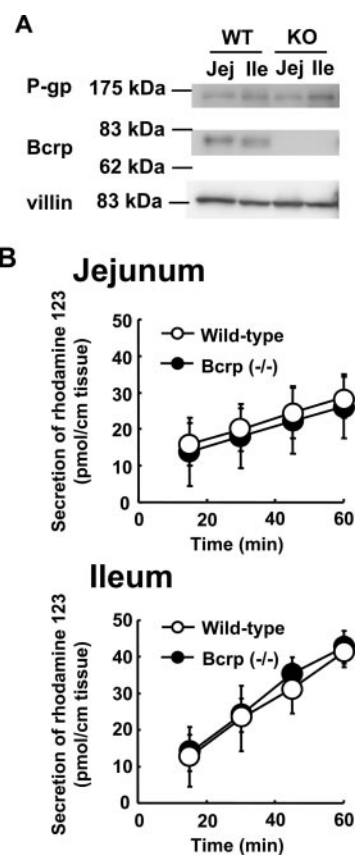 A
WT KO
Jej Ile Jej Ile
P-gp 175 kDa
83 kDa
Bcrp
62 kDa
villin 83 kDa
B
Jejunum
Secretion of rhodamine 123
(pmol/cm tissue)
50
40
30
20
10
0
Wild-type
Bcrp (-/-)
0 20 40 60
Time (min)
Ileum
Secretion of rhodamine 123
(pmol/cm tissue)
50
40
30
20
10
0
Wild-type
Bcrp (-/-)
0 20 40 60
Time (min)